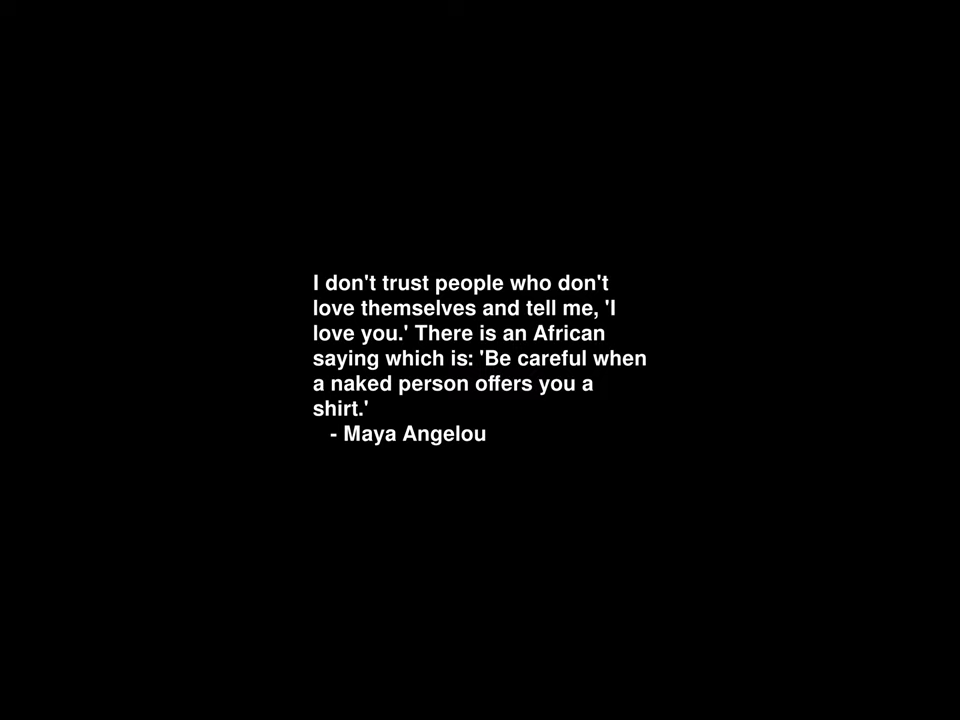 I don't trust people who don't
love themselves and tell me, 'I
love you.' There is an African
saying which is: 'Be careful when
a naked person offers you a
shirt.'
- Maya Angelou